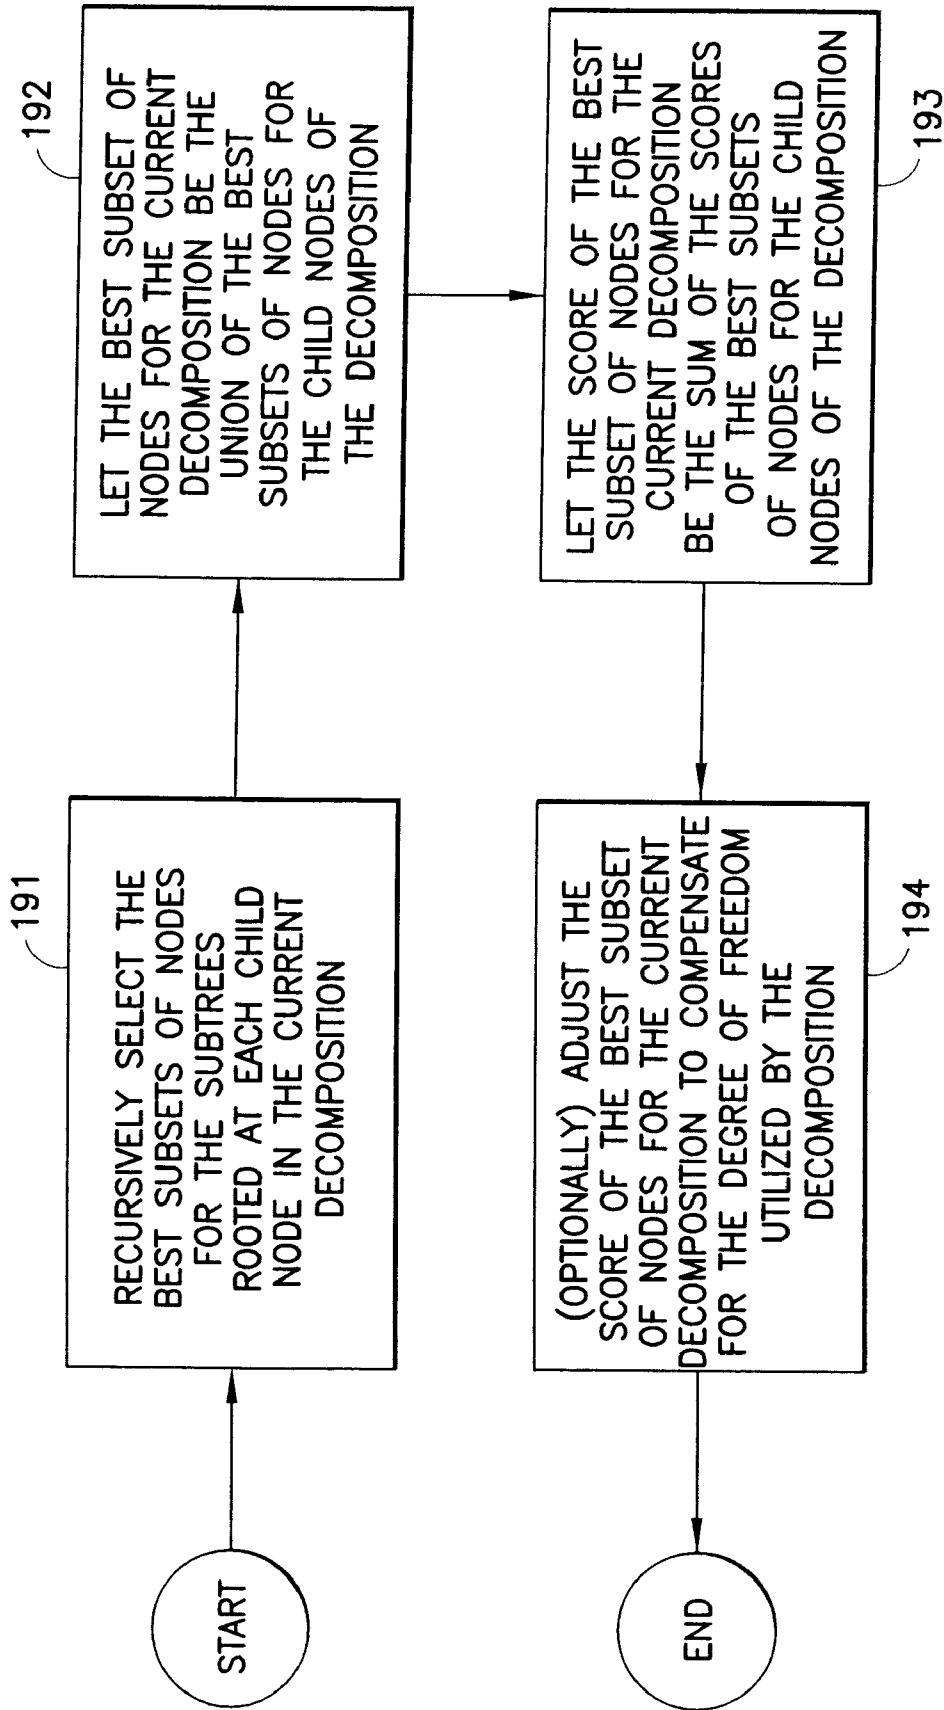 START
191
RECURSIVELY SELECT THE
BEST SUBSETS OF NODES
FOR THE SUBTREES
ROOTED AT EACH CHILD
NODE IN THE CURRENT
DECOMPOSITION
192
LET THE BEST SUBSET OF
NODES FOR THE CURRENT
DECOMPOSITION BE THE
UNION OF THE BEST
SUBSETS OF NODES FOR
THE CHILD NODES OF
THE DECOMPOSITION
LET THE SCORE OF THE BEST
SUBSET OF NODES FOR THE
CURRENT DECOMPOSITION
BE THE SUM OF THE SCORES
OF THE BEST SUBSETS
OF NODES FOR THE CHILD
NODES OF THE DECOMPOSITION
193
(OPTIONALLY) ADJUST THE
SCORE OF THE BEST SUBSET
OF NODES FOR THE CURRENT
DECOMPOSITION TO COMPENSATE
FOR THE DEGREE OF FREEDOM
UTILIZED BY THE
DECOMPOSITION
194
END